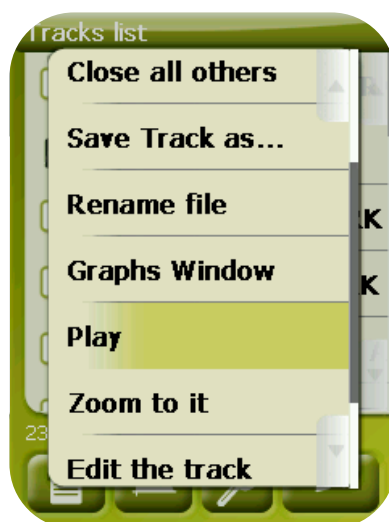 Tracks list
Close all others
Save Track as...
Rename file
Graphs Window
Play
Zoom to it
Edit the track
23